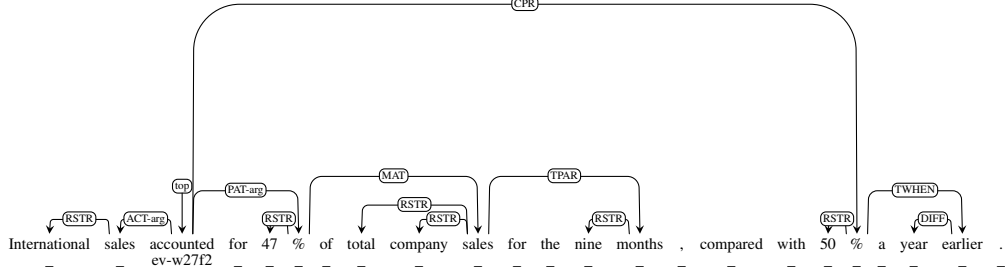 CPR
MAT TPAR
top PAT-arg TWHEN
RSTR RSTR
RSTR ACT-arg RSTR RSTR RSTR RSTR DIFF
International sales accounted for 47 % of total company sales for the nine months , compared with 50 % a year earlier .
_ _ ev-w27f2 _ _ _ _ _ _ _ _ _ _ _ _ _ _ _ _ _ _ _ _